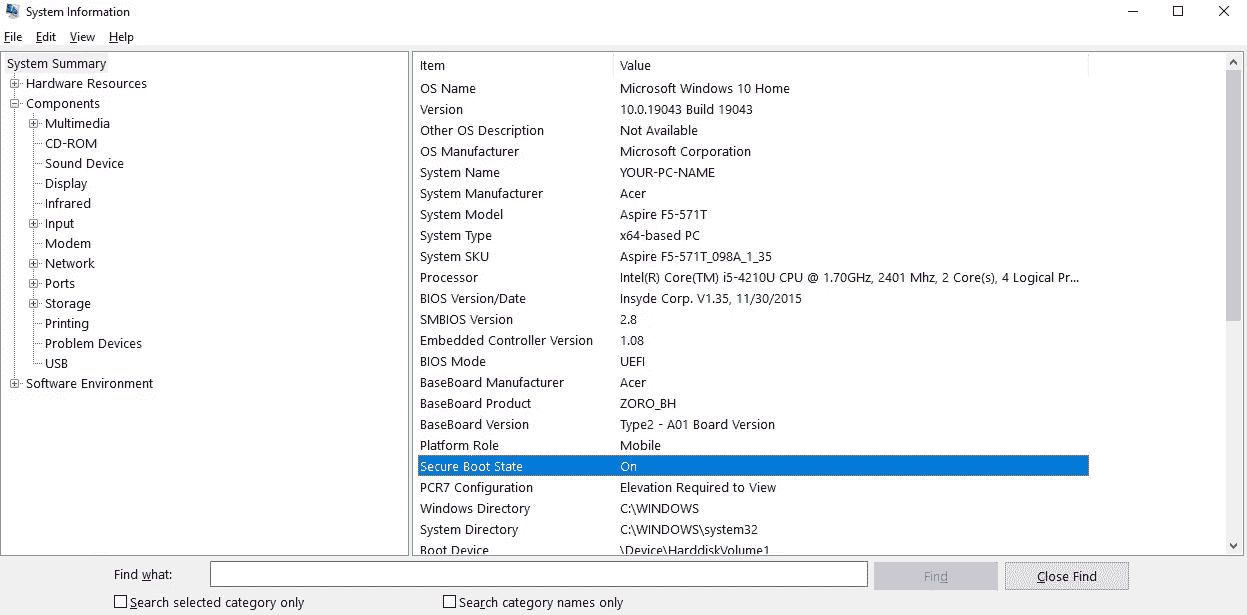 System Information
File Edit View Help
System Summary
Hardware Resources
Components
Multimedia
CD-ROM
Sound Device
Display
Infrared
Input
Modem
Network
Ports
Storage
Printing
Problem Devices
USB
Software Environment
Item Value
OS Name Microsoft Windows 10 Home
Version 10.0.19043 Build 19043
Other OS Description Not Available
OS Manufacturer Microsoft Corporation
System Name YOUR-PC-NAME
System Manufacturer Acer
System Model Aspire F5-571T
System Type x64-based PC
System SKU Aspire F5-571T_098A_1_35
Processor Intel(R) Core(TM) i5-4210U CPU @ 1.70GHz, 2401 Mhz, 2 Core(s), 4 Logical Pr...
BIOS Version/Date Insyde Corp. V1.35, 11/30/2015
SMBIOS Version 2.8
Embedded Controller Version 1.08
BIOS Mode UEFI
BaseBoard Manufacturer Acer
BaseBoard Product ZORO_BH
BaseBoard Version Type2 - A01 Board Version
Platform Role Mobile
Secure Boot State On
PCR7 Configuration Elevation Required to View
Windows Directory C:\WINDOWS
System Directory C:\WINDOWS\system32
Boot Device \Device\HarddiskVolume1
Find what: Find Close Find
Search selected category only Search category names only